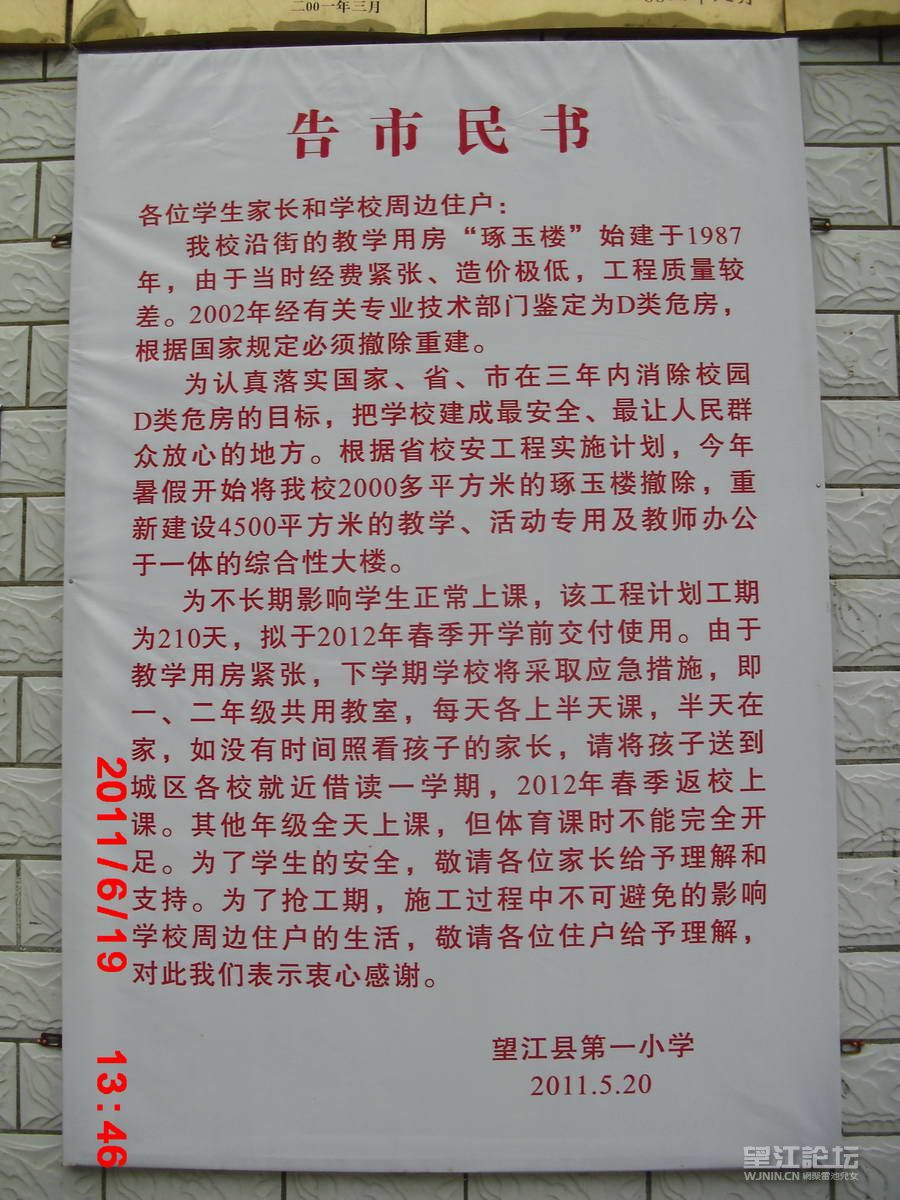 二00一年三月
告市民书
各位学生家长和学校周边住户：
我校沿街的教学用房“琢玉楼”始建于1987
年，由于当时经费紧张、造价极低，工程质量较
差。2002年经有关专业技术部门鉴定为D类危房，
根据国家规定必须撤除重建。
为认真落实国家、省、市在三年内消除校园
D类危房的目标，把学校建成最安全、最让人民群
众放心的地方。根据省校安工程实施计划，今年
暑假开始将我校2000多平方米的琢玉楼撤除，重
新建设4500平方米的教学、活动专用及教师办公
于一体的综合性大楼。
为不长期影响学生正常上课，该工程计划工期
为210天，拟于2012年春季开学前交付使用。由于
教学用房紧张，下学期学校将采取应急措施，即
一、二年级共用教室，每天各上半天课，半天在
家，如没有时间照看孩子的家长，请将孩子送到
城区各校就近借读一学期，2012年春季返校上
课。其他年级全天上课，但体育课时不能完全开
足。为了学生的安全，敬请各位家长给予理解和
支持。为了抢工期，施工过程中不可避免的影响
学校周边住户的生活，敬请各位住户给予理解，
对此我们表示衷心感谢。
望江县第一小学
2011.5.20
2011/6/19 13:46
望江論坛
WJNIN.CN 網聚雷池兒女